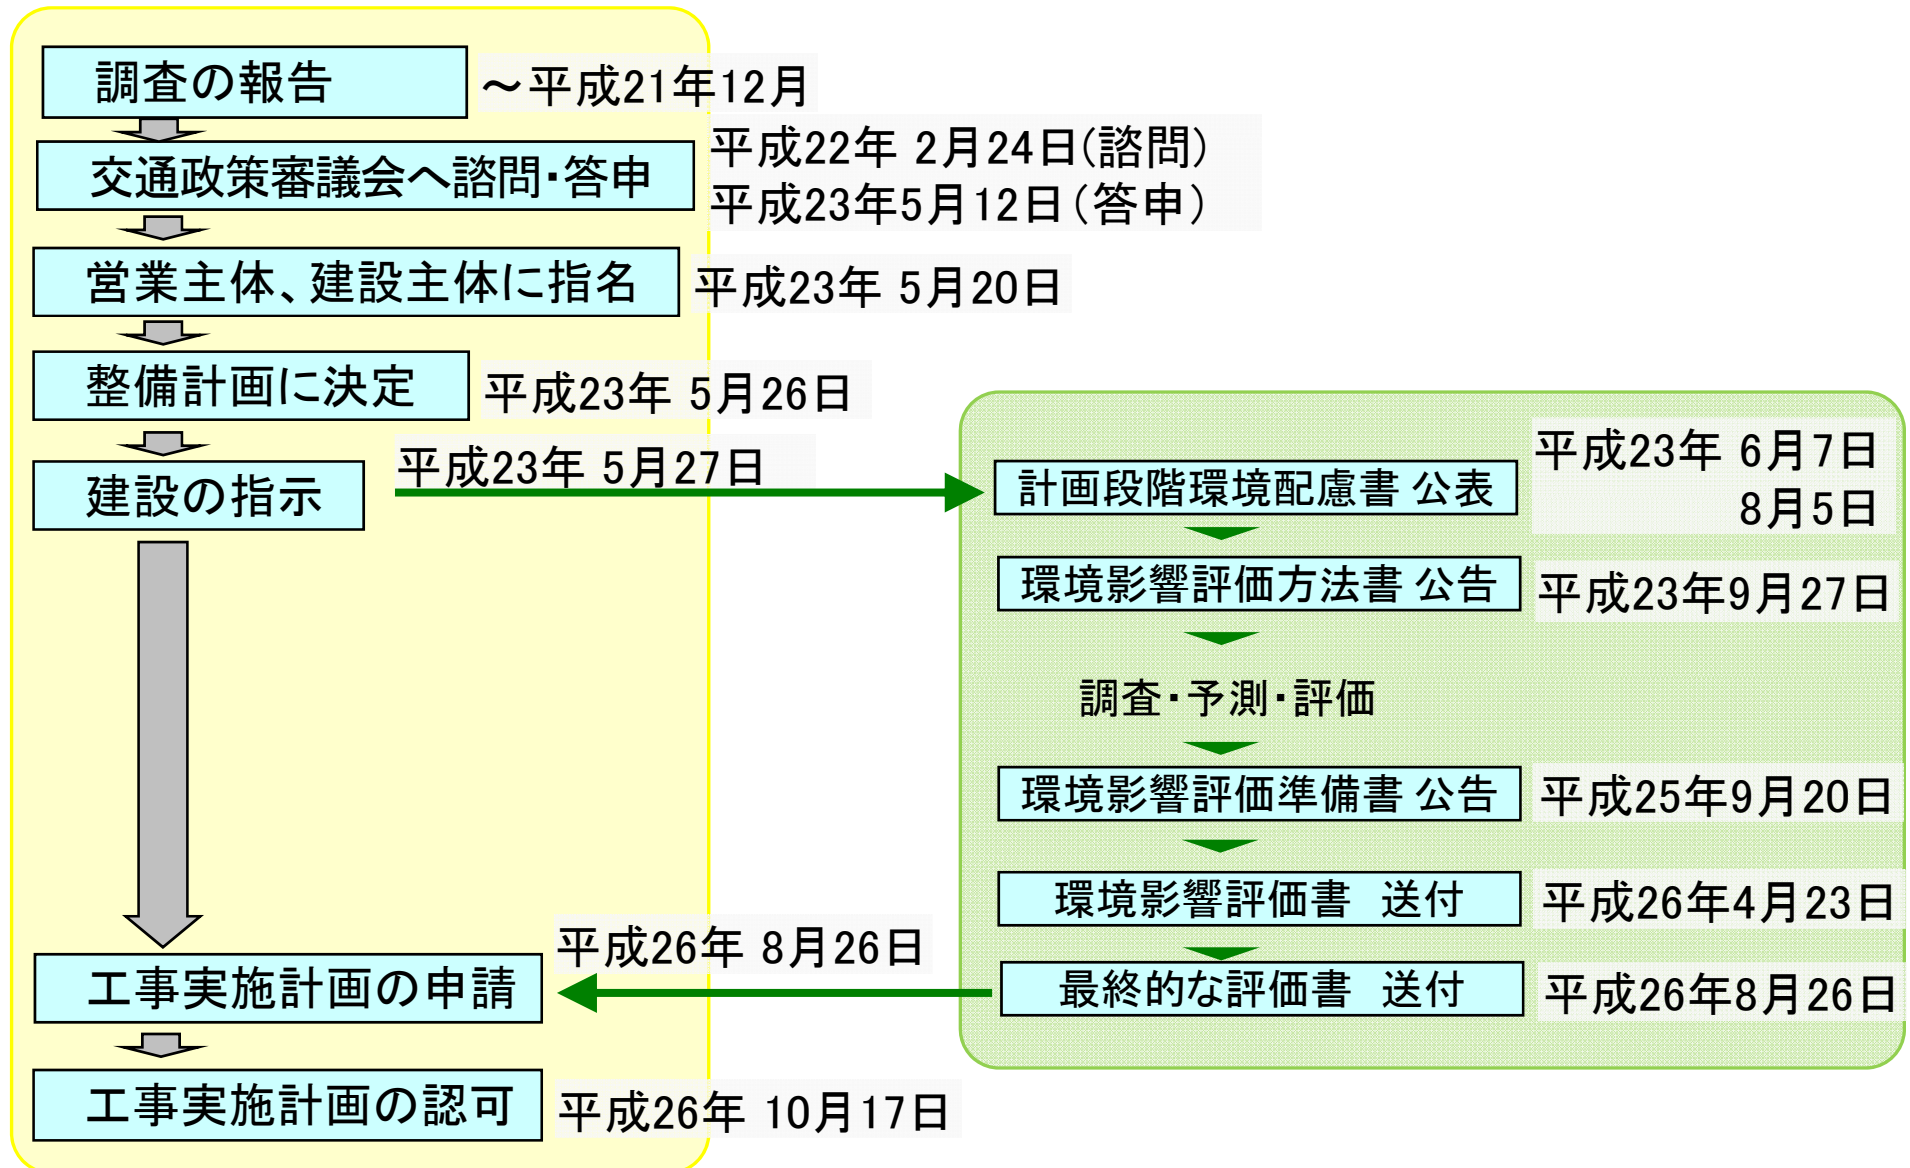 調査の報告
～平成21年12月
交通政策審議会へ諮問・答申
平成22年 2月24日(諮問)
平成23年5月12日(答申)
営業主体、建設主体に指名
平成23年 5月20日
整備計画に決定
平成23年 5月26日
建設の指示
平成23年 5月27日
計画段階環境配慮書 公表
平成23年 6月7日
8月5日
環境影響評価方法書 公告
平成23年9月27日
調査・予測・評価
環境影響評価準備書 公告
平成25年9月20日
環境影響評価書　送付
平成26年4月23日
最終的な評価書　送付
平成26年8月26日
工事実施計画の申請
平成26年 8月26日
工事実施計画の認可
平成26年 10月17日